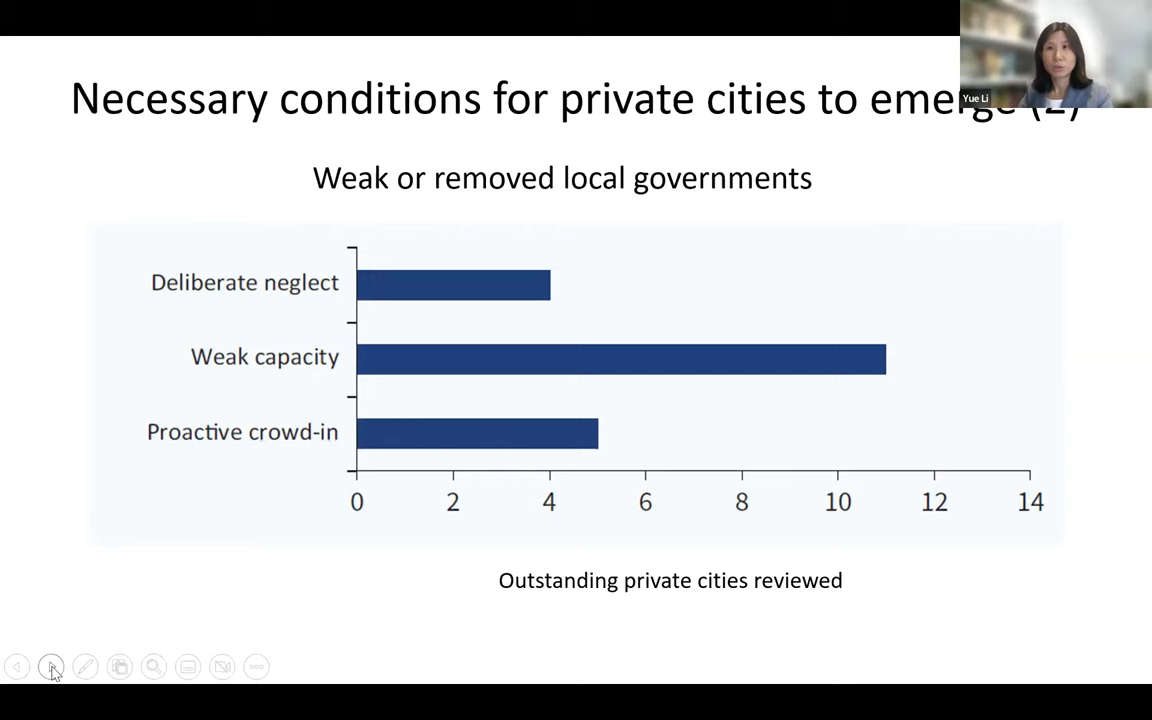 Necessary conditions for private cities to emerge (2)
Yue Li
Weak or removed local governments
Deliberate neglect
Weak capacity
Proactive crowd-in
0 2 4 6 8 10 12 14
Outstanding private cities reviewed